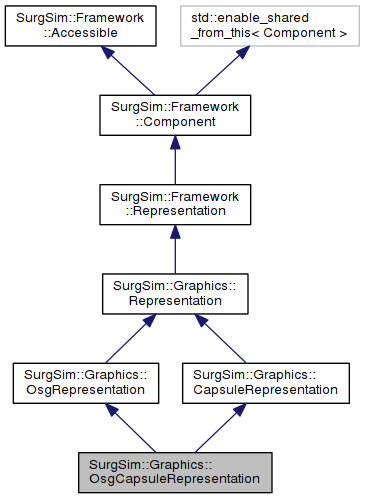 SurgSim::Framework
::Accessible
std::enable_shared
_from_this< Component >
SurgSim::Framework
::Component
SurgSim::Framework
::Representation
SurgSim::Graphics::
Representation
SurgSim::Graphics::
OsgRepresentation
SurgSim::Graphics::
CapsuleRepresentation
SurgSim::Graphics::
OsgCapsuleRepresentation